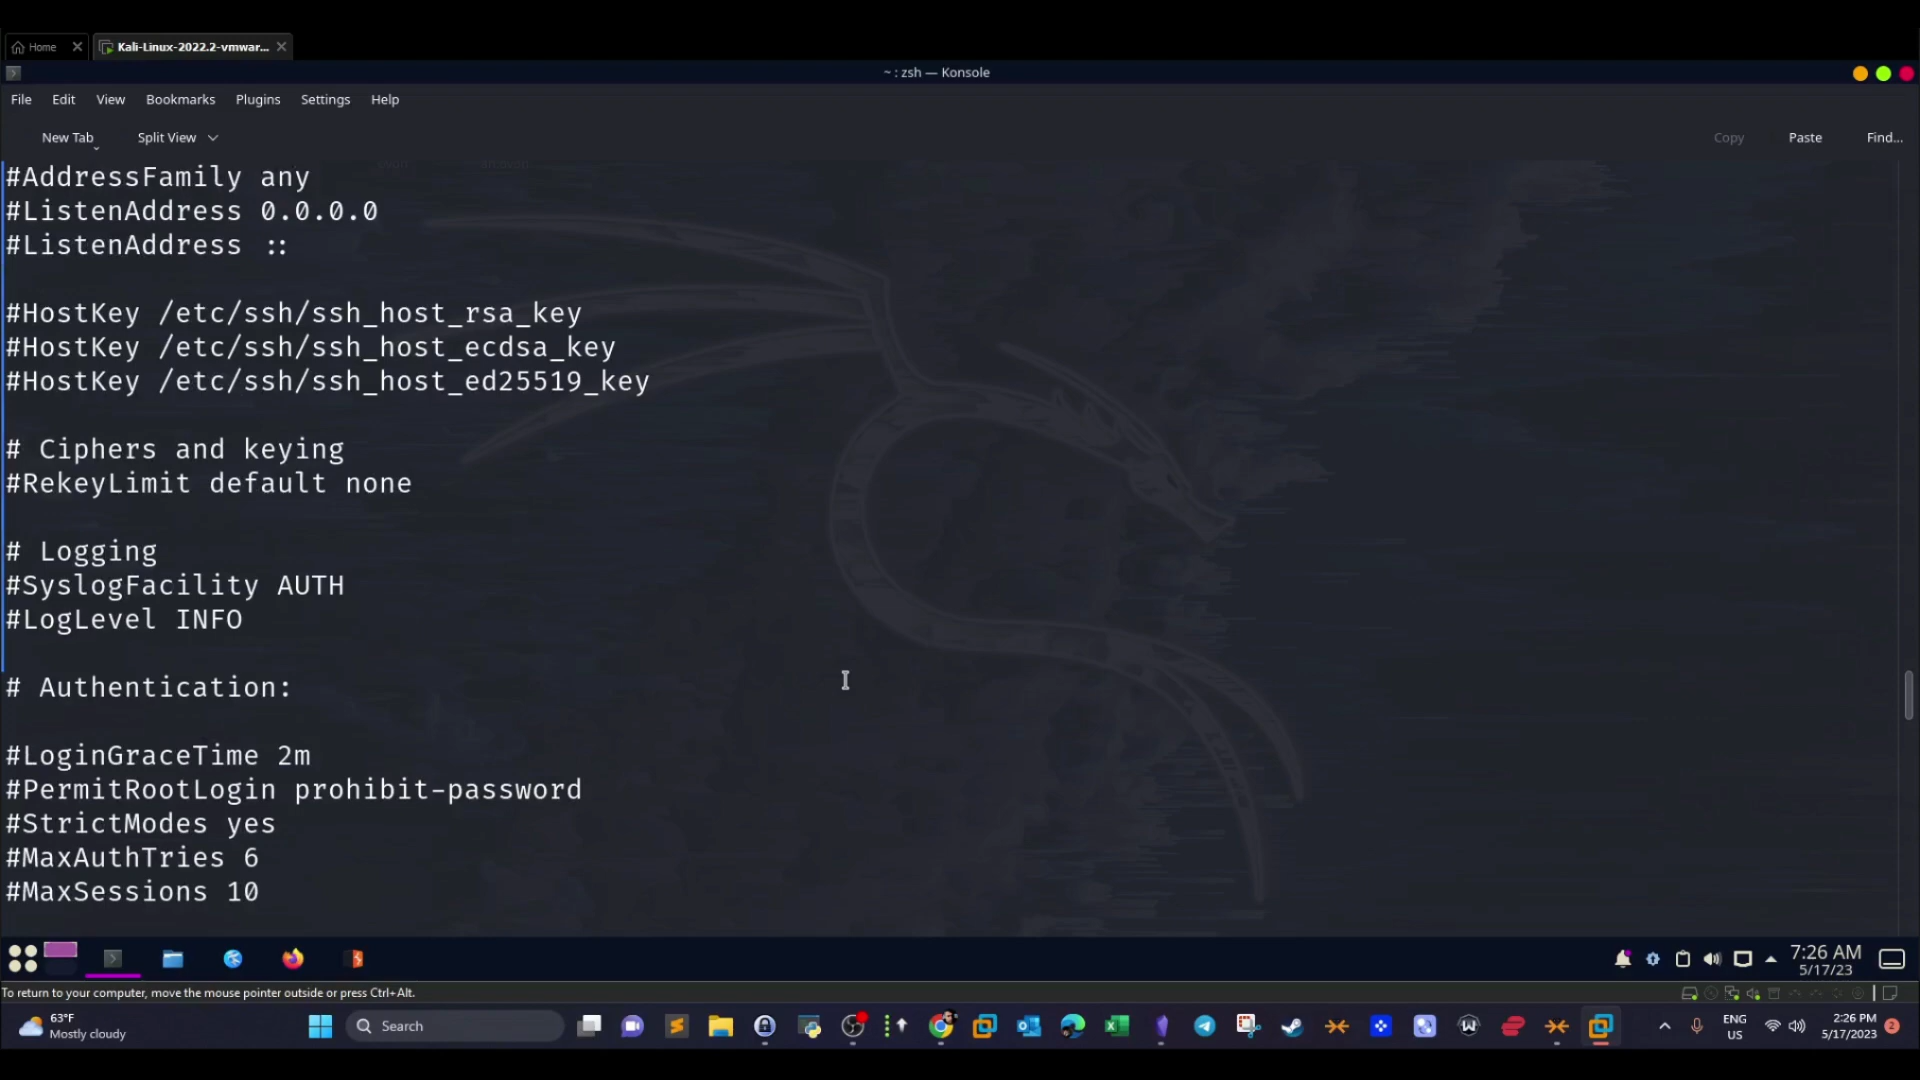 Home
Kali-Linux-2022.2-vmwar...
~ : zsh — Konsole
File Edit View Bookmarks Plugins Settings Help
New Tab Split View Copy Paste Find...
#AddressFamily any
#ListenAddress 0.0.0.0
#ListenAddress ::
#HostKey /etc/ssh/ssh_host_rsa_key
#HostKey /etc/ssh/ssh_host_ecdsa_key
#HostKey /etc/ssh/ssh_host_ed25519_key
# Ciphers and keying
#RekeyLimit default none
# Logging
#SyslogFacility AUTH
#LogLevel INFO
# Authentication:
#LoginGraceTime 2m
#PermitRootLogin prohibit-password
#StrictModes yes
#MaxAuthTries 6
#MaxSessions 10
7:26 AM
5/17/23
To return to your computer, move the mouse pointer outside or press Ctrl+Alt.
63°F
Mostly cloudy
Search
ENG
US
2:26 PM
5/17/2023
2